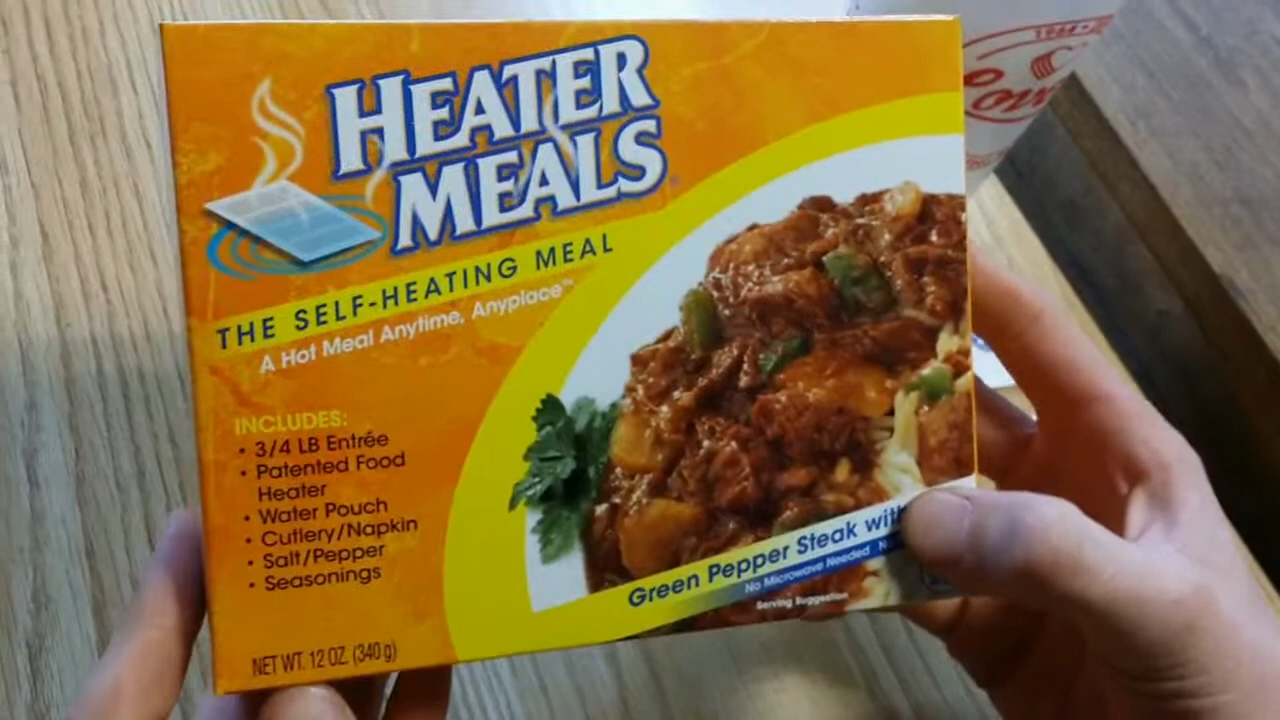 HEATER
MEALS
THE SELF-HEATING MEAL
A Hot Meal Anytime, Anyplace™
INCLUDES:
• 3/4 LB Entrée
• Patented Food
Heater
• Water Pouch
• Cutlery/Napkin
• Salt/Pepper
• Seasonings
NET WT. 12 OZ. (340 g)
Green Pepper Steak with
No Microwave Needed
Serving Suggestion